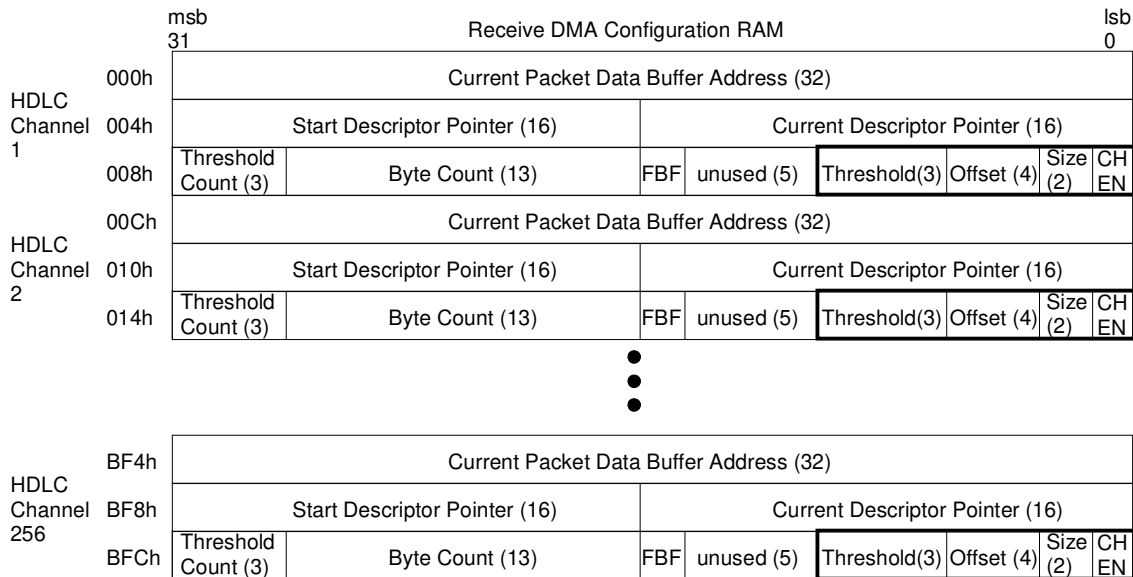 msb
31
Receive DMA Configuration RAM
lsb
0
HDLC
Channel
1
000h
Current Packet Data Buffer Address (32)
004h
Start Descriptor Pointer (16)
Current Descriptor Pointer (16)
008h
Threshold
Count (3)
Byte Count (13)
FBF
unused (5)
Threshold(3)
Offset (4)
Size
(2)
CH
EN
HDLC
Channel
2
00Ch
Current Packet Data Buffer Address (32)
010h
Start Descriptor Pointer (16)
Current Descriptor Pointer (16)
014h
Threshold
Count (3)
Byte Count (13)
FBF
unused (5)
Threshold(3)
Offset (4)
Size
(2)
CH
EN
HDLC
Channel
256
BF4h
Current Packet Data Buffer Address (32)
BF8h
Start Descriptor Pointer (16)
Current Descriptor Pointer (16)
BFCh
Threshold
Count (3)
Byte Count (13)
FBF
unused (5)
Threshold(3)
Offset (4)
Size
(2)
CH
EN